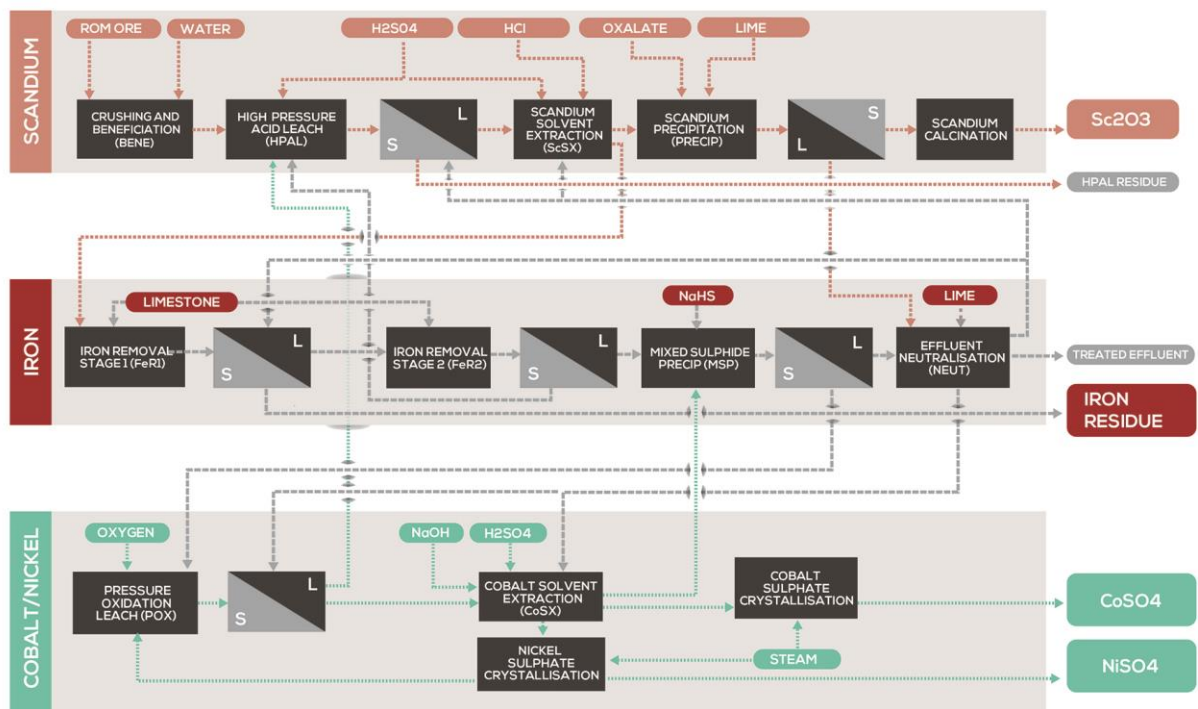 SCANDIUM
ROM ORE
WATER
H2S04
HCl
OXALATE
LIME
CRUSHING AND
BENEFICIATION
(BENE)
HIGH PRESSURE
ACID LEACH
(HPAL)
L
S
SCANDIUM
SOLVENT
EXTRACTION
(ScSX)
SCANDIUM
PRECIPITATION
(PRECIP)
S
L
SCANDIUM
CALCINATION
Sc2O3
HPAL RESIDUE
IRON
LIMESTONE
NaHS
LIME
IRON REMOVAL
STAGE 1 (FeR1)
L
S
IRON REMOVAL
STAGE 2 (FeR2)
L
S
MIXED SULPHIDE
PRECIP (MSP)
L
S
EFFLUENT
NEUTRALISATION
(NEUT)
TREATED EFFLUENT
IRON
RESIDUE
COBALT/NICKEL
OXYGEN
NaOH
H2SO4
PRESSURE
OXIDATION
LEACH (POX)
L
S
COBALT SOLVENT
EXTRACTION
(CoSX)
COBALT
SULPHATE
CRYSTALLISATION
NICKEL
SULPHATE
CRYSTALLISATION
STEAM
CoSO4
NiSO4